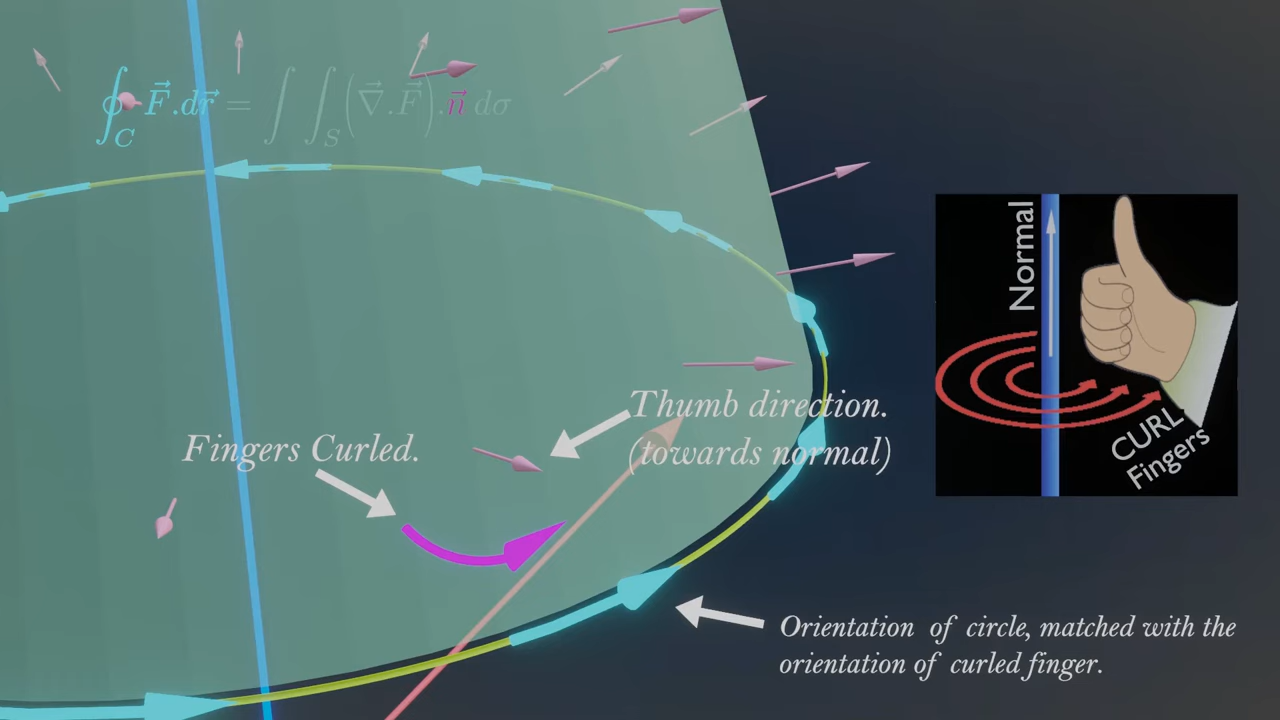 ∮_C F⃗.dr⃗ = ∫∫_S (∇⃗.F⃗).n⃗ dσ
Normal
CURL
Fingers
Thumb direction.
(towards normal)
Fingers Curled.
Orientation of circle, matched with the
orientation of curled finger.